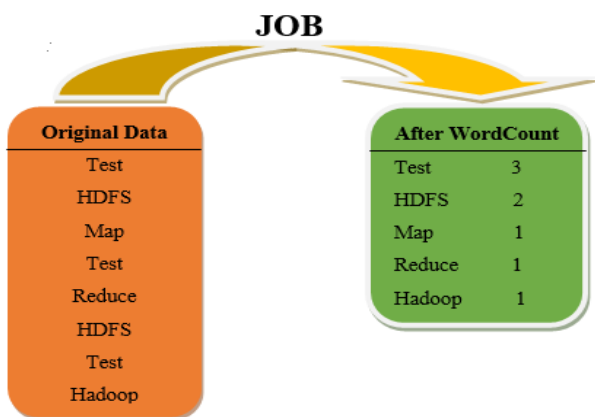 JOB
Original Data
Test
HDFS
Map
Test
Reduce
HDFS
Test
Hadoop
After WordCount
Test 3
HDFS 2
Map 1
Reduce 1
Hadoop 1